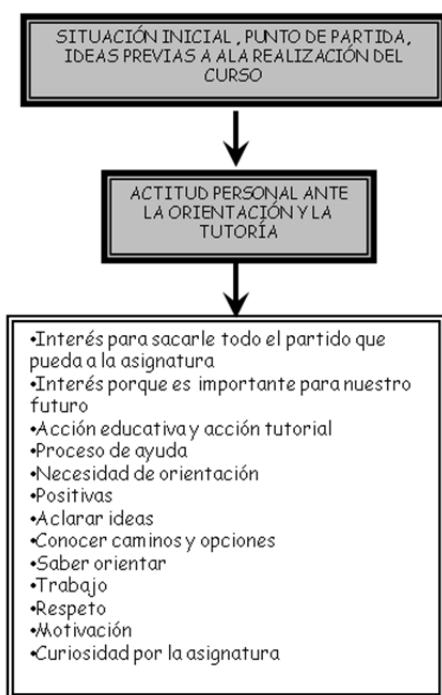 SITUACIÓN INICIAL , PUNTO DE PARTIDA,
IDEAS PREVIAS A ALA REALIZACIÓN DEL
CURSO
ACTITUD PERSONAL ANTE
LA ORIENTACIÓN Y LA
TUTORÍA
•Interés para sacarle todo el partido que
pueda a la asignatura
•Interés porque es importante para nuestro
futuro
•Acción educativa y acción tutorial
•Proceso de ayuda
•Necesidad de orientación
•Positivas
•Aclarar ideas
•Conocer caminos y opciones
•Saber orientar
•Trabajo
•Respeto
•Motivación
•Curiosidad por la asignatura